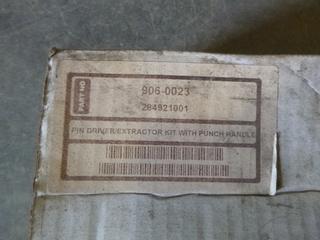 PART NO
906-0023
284921001
PIN DRIVER/EXTRACTOR KIT WITH PUNCH HANDLE